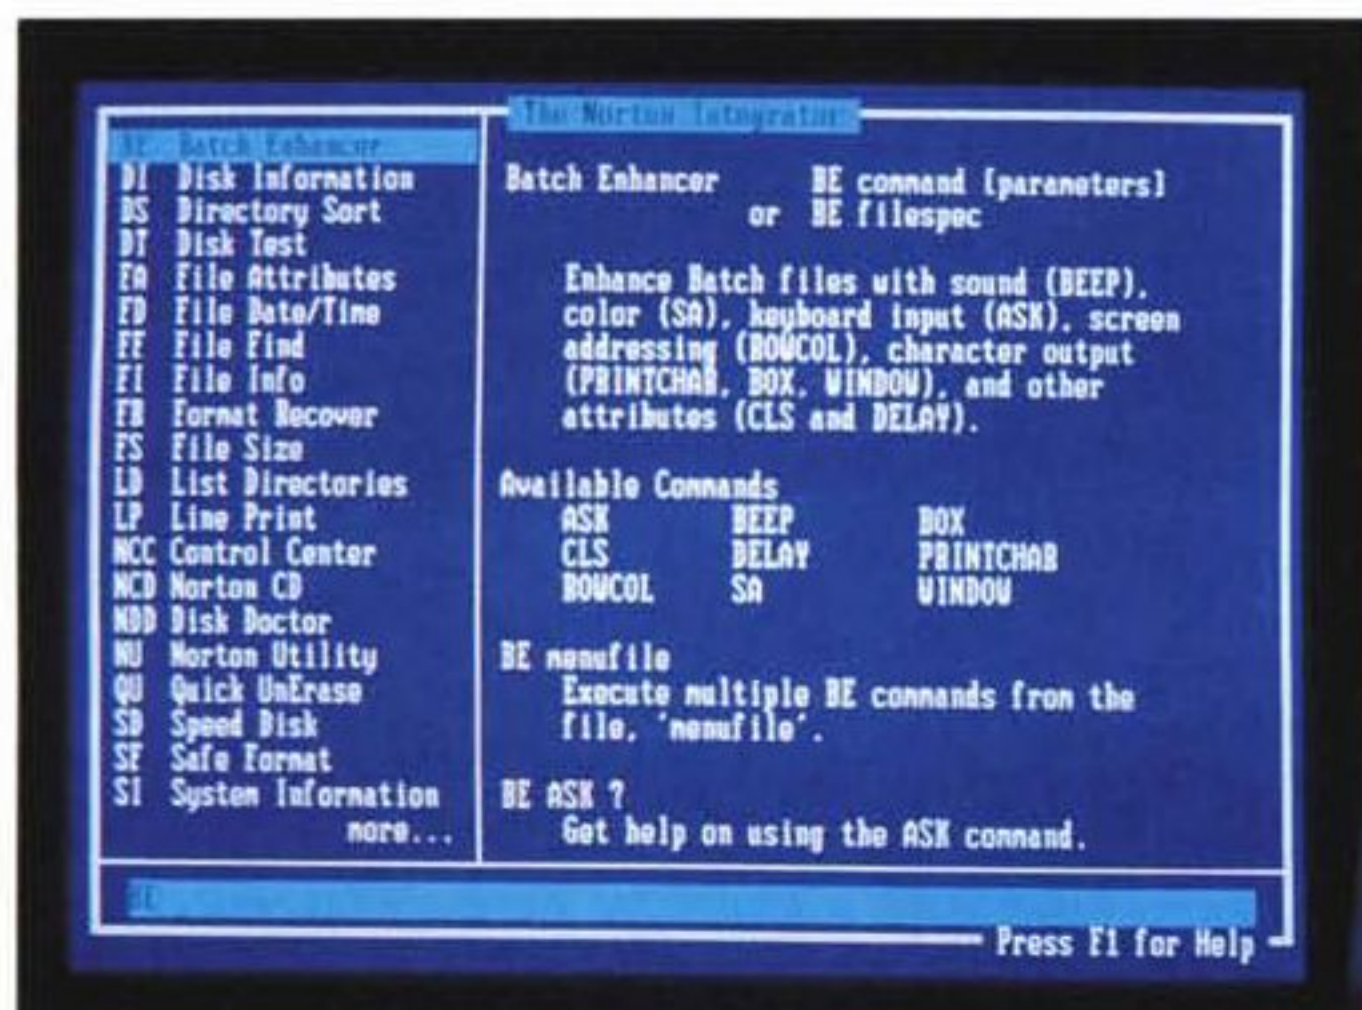 The Norton Integrator
BE Batch Enhancer
DI Disk Information
DS Directory Sort
DT Disk Test
FA File Attributes
FD File Date/Time
FF File Find
FI File Info
FR Format Recover
FS File Size
LD List Directories
LP Line Print
NCC Control Center
NCD Norton CD
NDD Disk Doctor
NU Norton Utility
QU Quick UnErase
SD Speed Disk
SF Safe Format
SI System Information
more...
Batch Enhancer BE command [parameters]
or BE filespec
Enhance Batch files with sound (BEEP),
color (SA), keyboard input (ASK), screen
addressing (ROWCOL), character output
(PRINTCHAR, BOX, WINDOW), and other
attributes (CLS and DELAY).
Available Commands
ASK BEEP BOX
CLS DELAY PRINTCHAR
ROWCOL SA WINDOW
BE menufile
Execute multiple BE commands from the
file, 'menufile'.
BE ASK ?
Get help on using the ASK command.
BE
Press F1 for Help